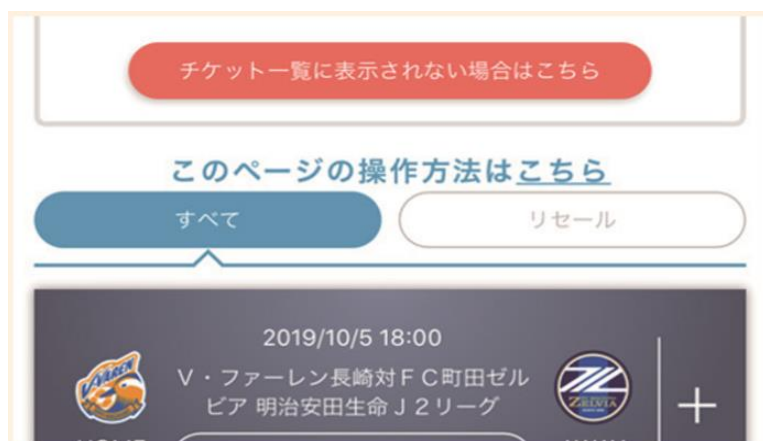 チケット一覧に表示されない場合はこちら
このページの操作方法はこちら
すべて
リセール
2019/10/5 18:00
V・ファーレン長崎対FC町田ゼル
ビア 明治安田生命J2リーグ
V・VAREN
ZELVIA